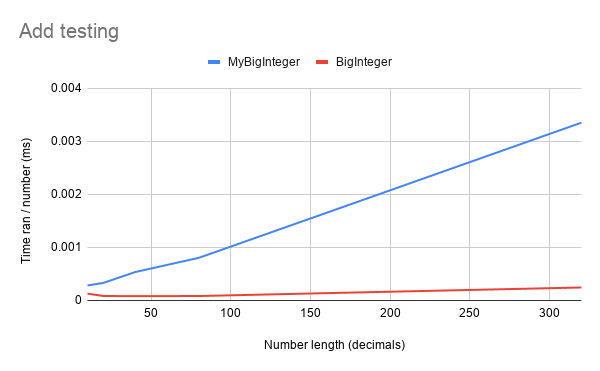 Add testing
MyBigInteger BigInteger
0.004
0.003
0.002
0.001
0
Time ran / number (ms)
50 100 150 200 250 300
Number length (decimals)